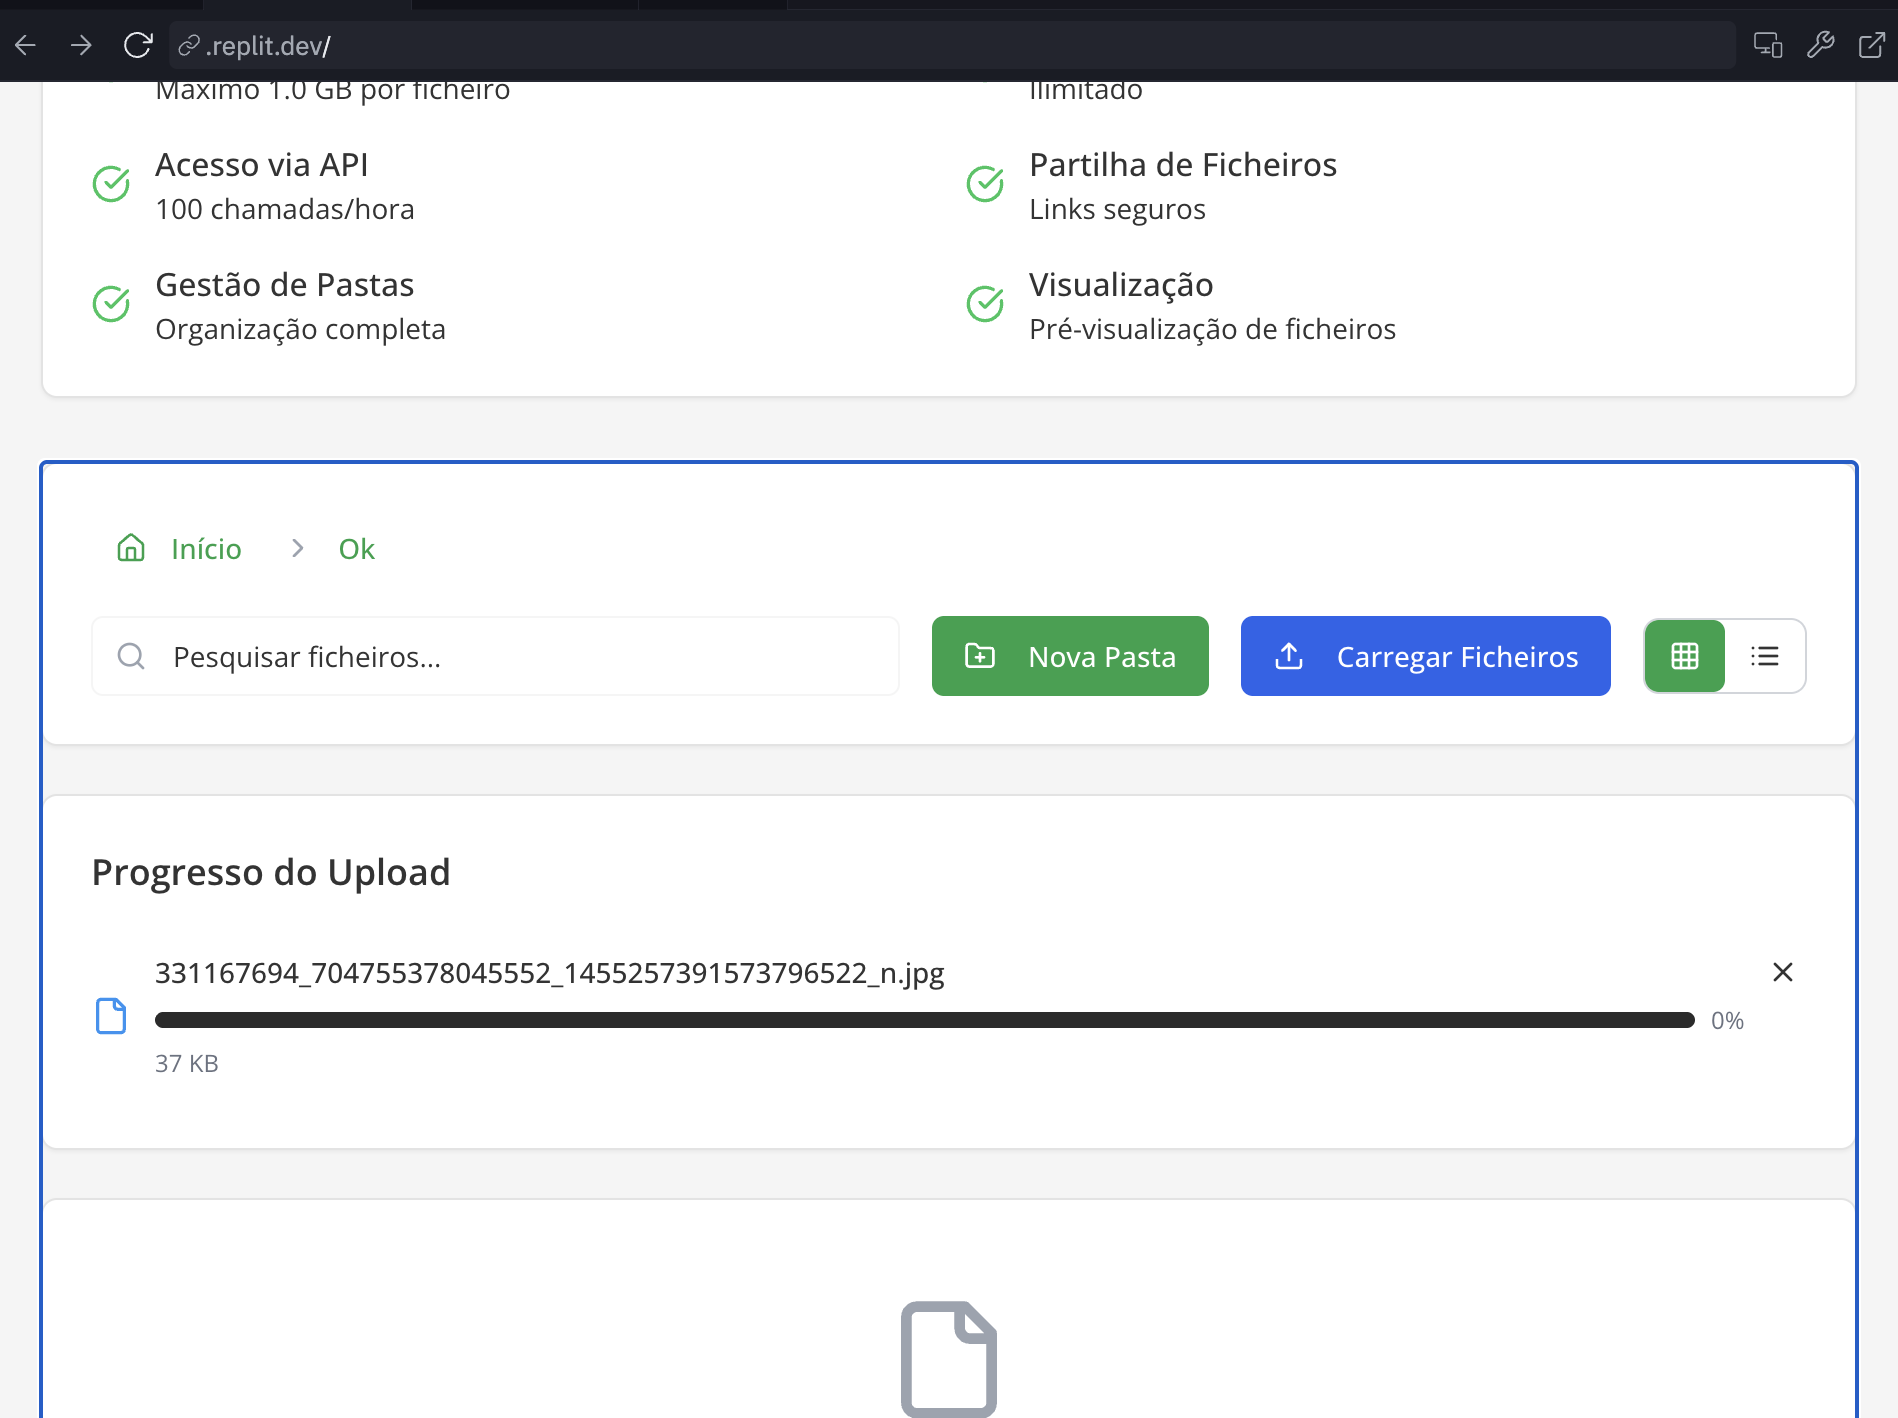 .replit.dev/
Máximo 1.0 GB por ficheiro
Ilimitado
Acesso via API
100 chamadas/hora
Partilha de Ficheiros
Links seguros
Gestão de Pastas
Organização completa
Visualização
Pré-visualização de ficheiros
Início > Ok
Pesquisar ficheiros...
Nova Pasta
Carregar Ficheiros
Progresso do Upload
331167694_704755378045552_1455257391573796522_n.jpg
0%
37 KB